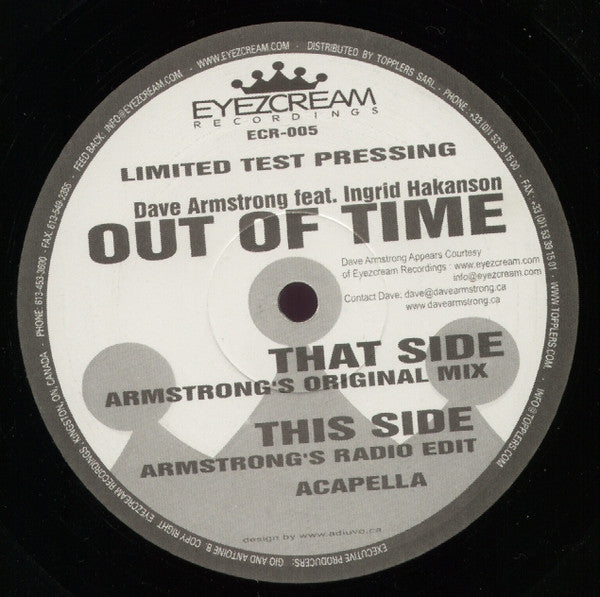 EYEZCREAM
RECORDINGS
ECR-005
LIMITED TEST PRESSING
Dave Armstrong feat. Ingrid Hakanson
OUT OF TIME
Dave Armstrong Appears Courtesy
of Eyezcream Recordings www.eyezcream.com
info@eyezcream.com
Contact Dave: dave@davearmstrong.ca
www.davearmstrong.ca
THAT SIDE
ARMSTRONG'S ORIGINAL MIX
THIS SIDE
ARMSTRONG'S RADIO EDIT
ACAPELLA
design by www.adiuvo.ca
EXECUTIVE PRODUCERS: GIO AND ANTOINE B. COPY RIGHT EYEZCREAM RECORDINGS, KINGSTON, ON, CANADA - PHONE: 613-453-3690 - FAX: 613-549-2355 - FEED BACK: INFO@EYEZCREAM.COM - WWW.EYEZCREAM.COM - DISTRIBUTED BY TOPPLERS SARL - PHONE: +33 (0)1 53 39 15 00 - FAX: +33 (0)1 53 39 15 01 - WWW.TOPPLERS.COM - INFO@TOPPLERS.COM